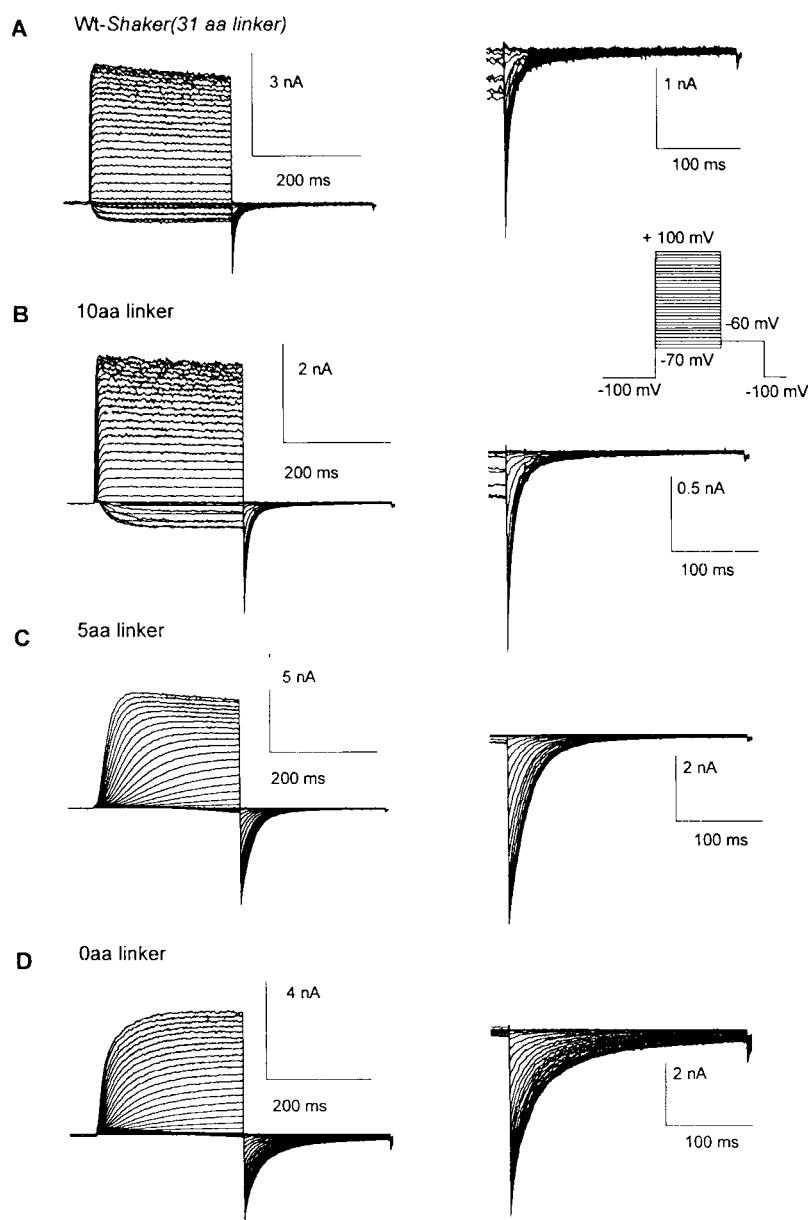 A
Wt-Shaker(31 aa linker)
3 nA
200 ms
1 nA
100 ms
+ 100 mV
-60 mV
-70 mV
-100 mV
-100 mV
B
10aa linker
2 nA
200 ms
0.5 nA
100 ms
C
5aa linker
5 nA
200 ms
2 nA
100 ms
D
0aa linker
4 nA
200 ms
2 nA
100 ms